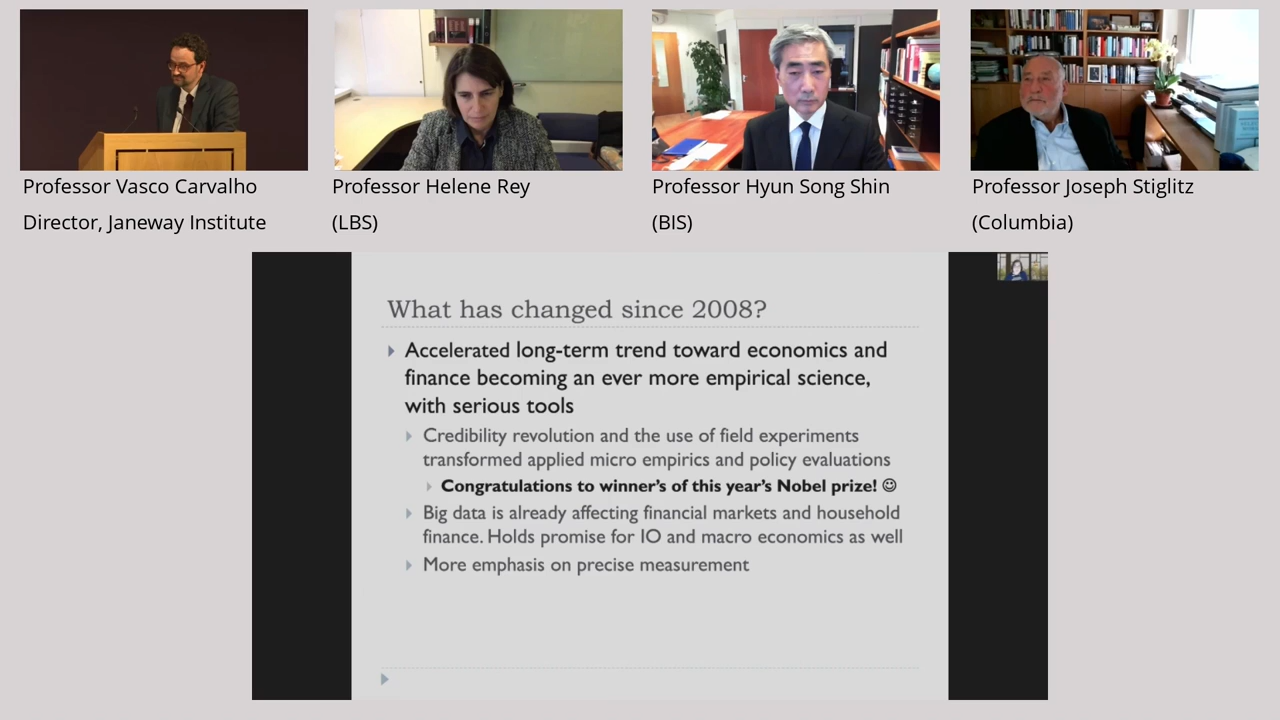 Professor Vasco Carvalho
Director, Janeway Institute
Professor Helene Rey
(LBS)
Professor Hyun Song Shin
(BIS)
Professor Joseph Stiglitz
(Columbia)
What has changed since 2008?
Accelerated long-term trend toward economics and
finance becoming an ever more empirical science,
with serious tools
Credibility revolution and the use of field experiments
transformed applied micro empirics and policy evaluations
Congratulations to winner's of this year's Nobel prize! ☺
Big data is already affecting financial markets and household
finance. Holds promise for IO and macro economics as well
More emphasis on precise measurement